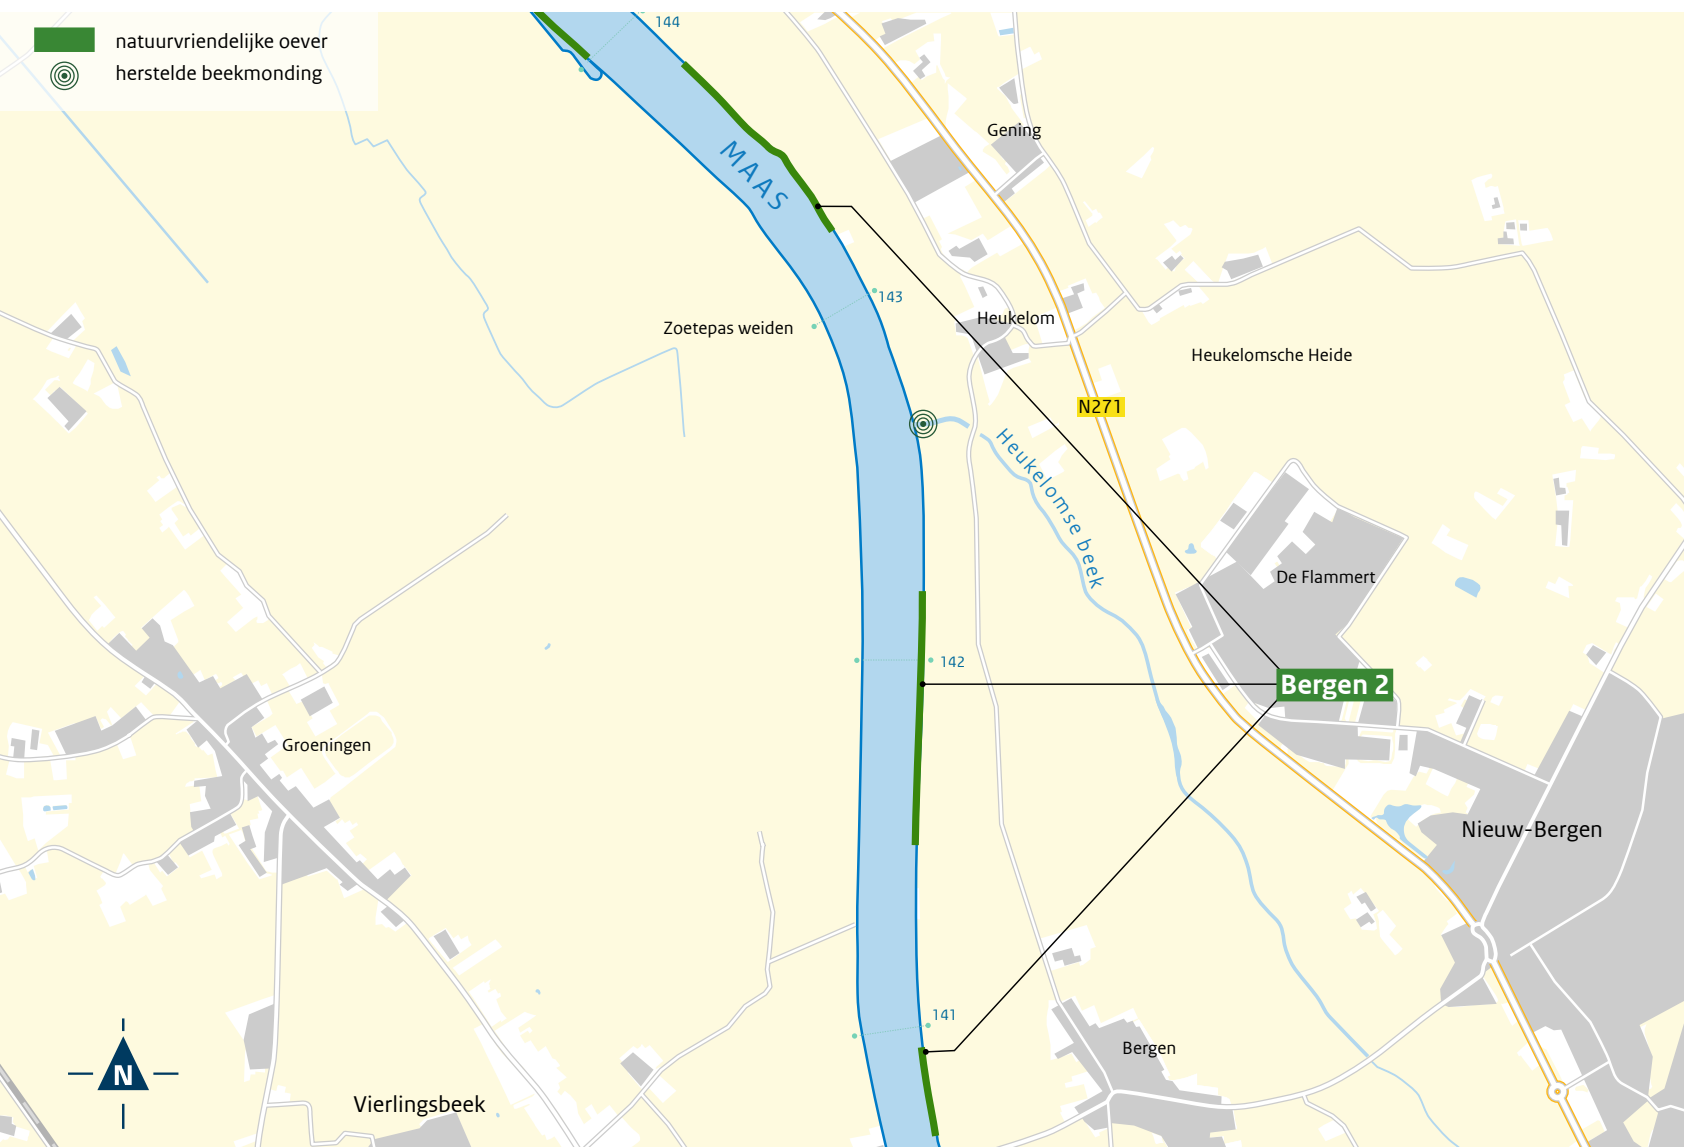 natuurvriendelijke oever
herstelde beekmonding
144
MAAS
Gening
143
Zoetepas weiden
Heukelom
Heukelomsche Heide
N271
Heukelomse beek
De Flammert
142
Bergen 2
Groeningen
Nieuw-Bergen
141
Bergen
N
Vierlingsbeek